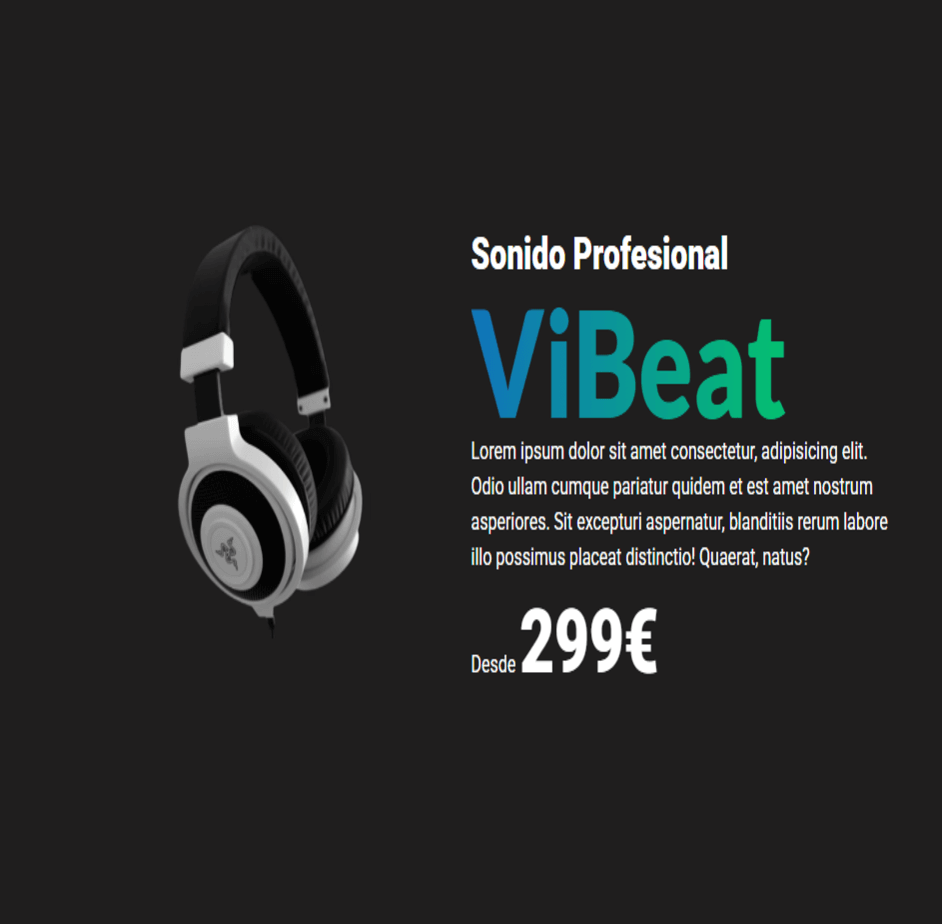 Sonido Profesional
ViBeat
Lorem ipsum dolor sit amet consectetur, adipisicing elit.
Odio ullam cumque pariatur quidem et est amet nostrum
asperiores. Sit excepturi aspernatur, blanditiis rerum labore
illo possimus placeat distinctio! Quaerat, natus?
Desde 299€